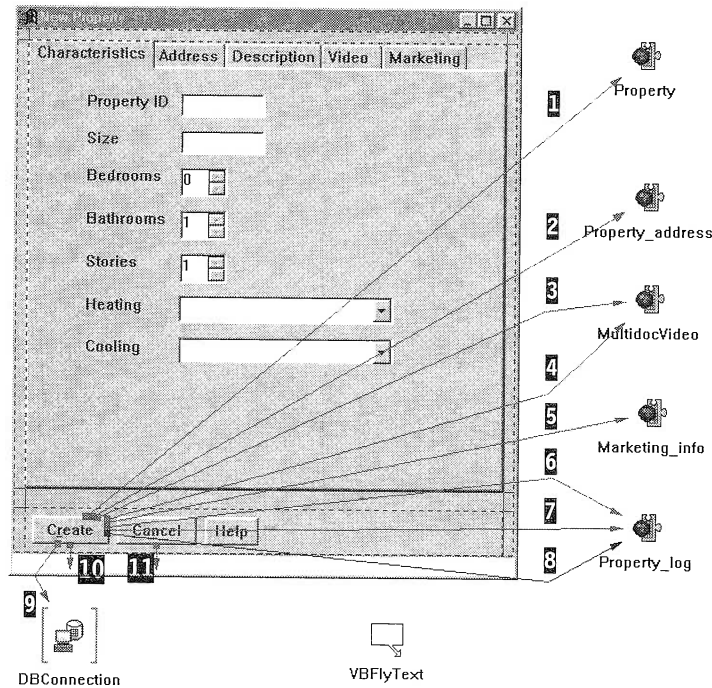 New Property
Characteristics Address Description Video Marketing
Property ID
Size
Bedrooms 0
Bathrooms 1
Stories 1
Heating
Cooling
Create Cancel Help
1
Property
2
Property_address
3
MultidocVideo
4
5
Marketing_info
6
7
8
Property_log
9
10 11
DBConnection
VBFlyText